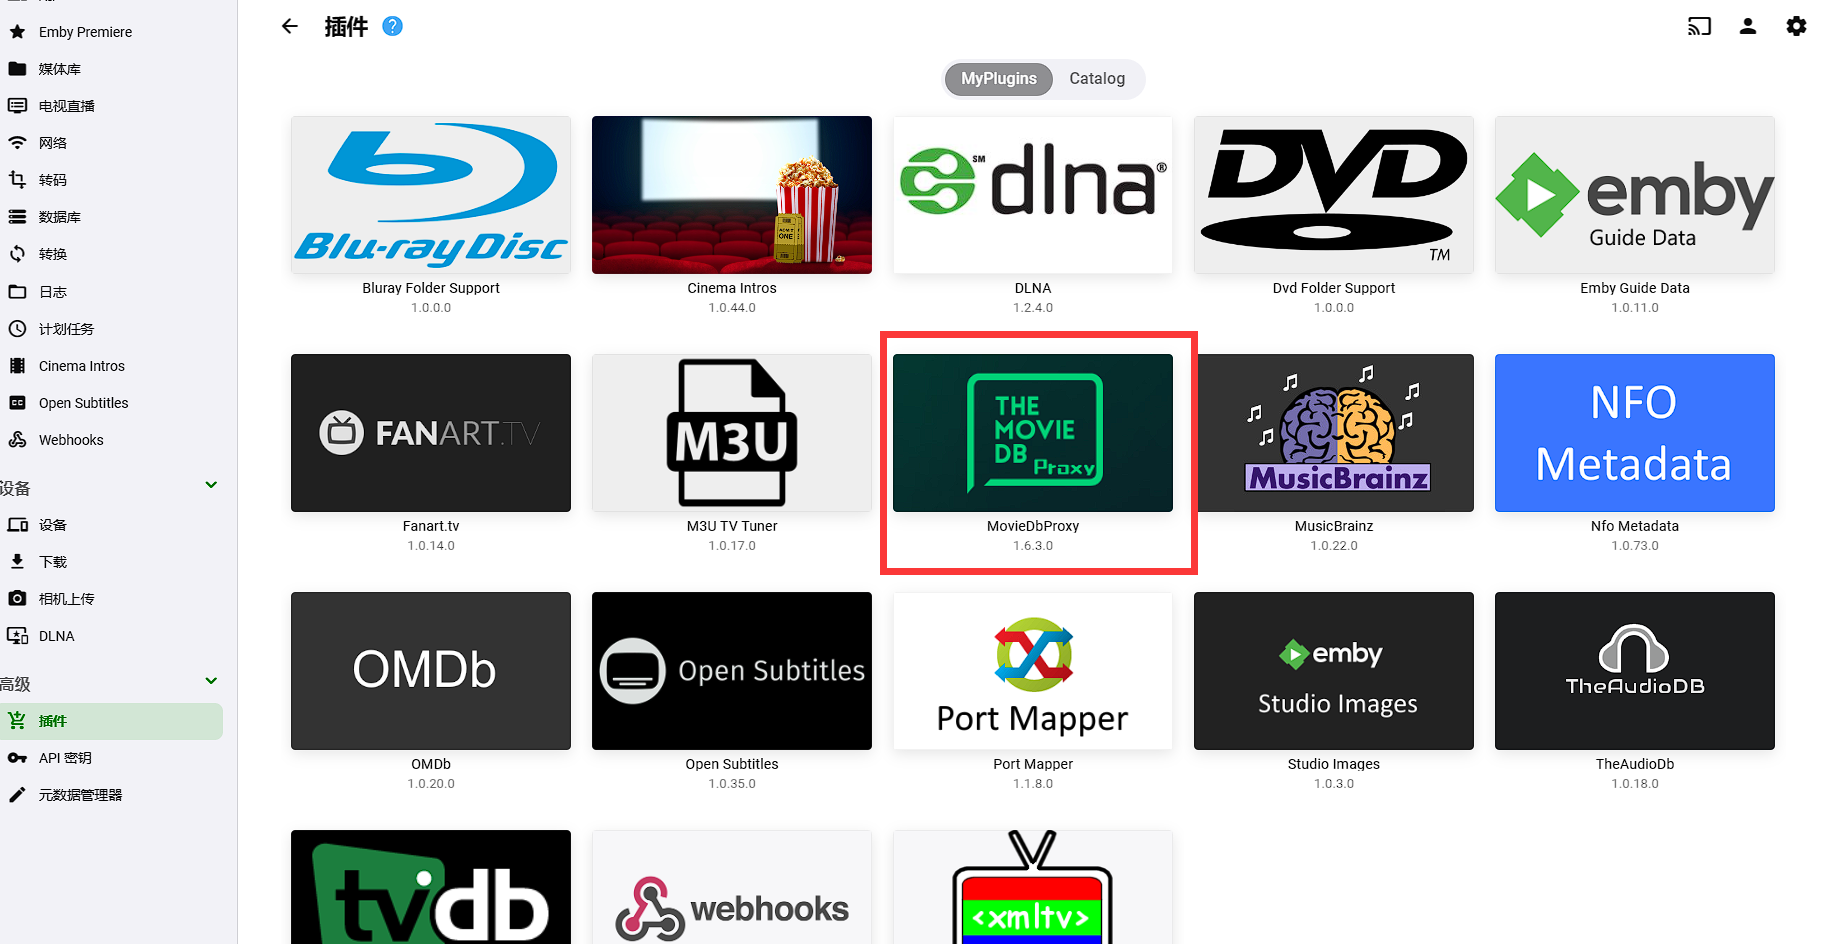 Emby Premiere
媒体库
电视直播
网络
转码
数据库
转换
日志
计划任务
Cinema Intros
Open Subtitles
Webhooks
设备
设备
下载
相机上传
DLNA
高级
插件
API 密钥
元数据管理器
插件 ?
MyPlugins Catalog
Blu-ray Disc
Bluray Folder Support
1.0.0.0
ADMIT
ONE
Cinema Intros
1.0.44.0
SM dlna ®
DLNA
1.2.4.0
DVD
TM
Dvd Folder Support
1.0.0.0
emby
Guide Data
Emby Guide Data
1.0.11.0
FANART.TV
Fanart.tv
1.0.14.0
M3U
M3U TV Tuner
1.0.17.0
THE
MOVIE
DB Proxy
MovieDbProxy
1.6.3.0
MusicBrainz
MusicBrainz
1.0.22.0
NFO
Metadata
Nfo Metadata
1.0.73.0
OMDb
OMDb
1.0.20.0
Open Subtitles
Open Subtitles
1.0.35.0
Port Mapper
Port Mapper
1.1.8.0
emby
Studio Images
Studio Images
1.0.3.0
TheAudioDB
TheAudioDb
1.0.18.0
tvdb
webhooks
<xmltv>